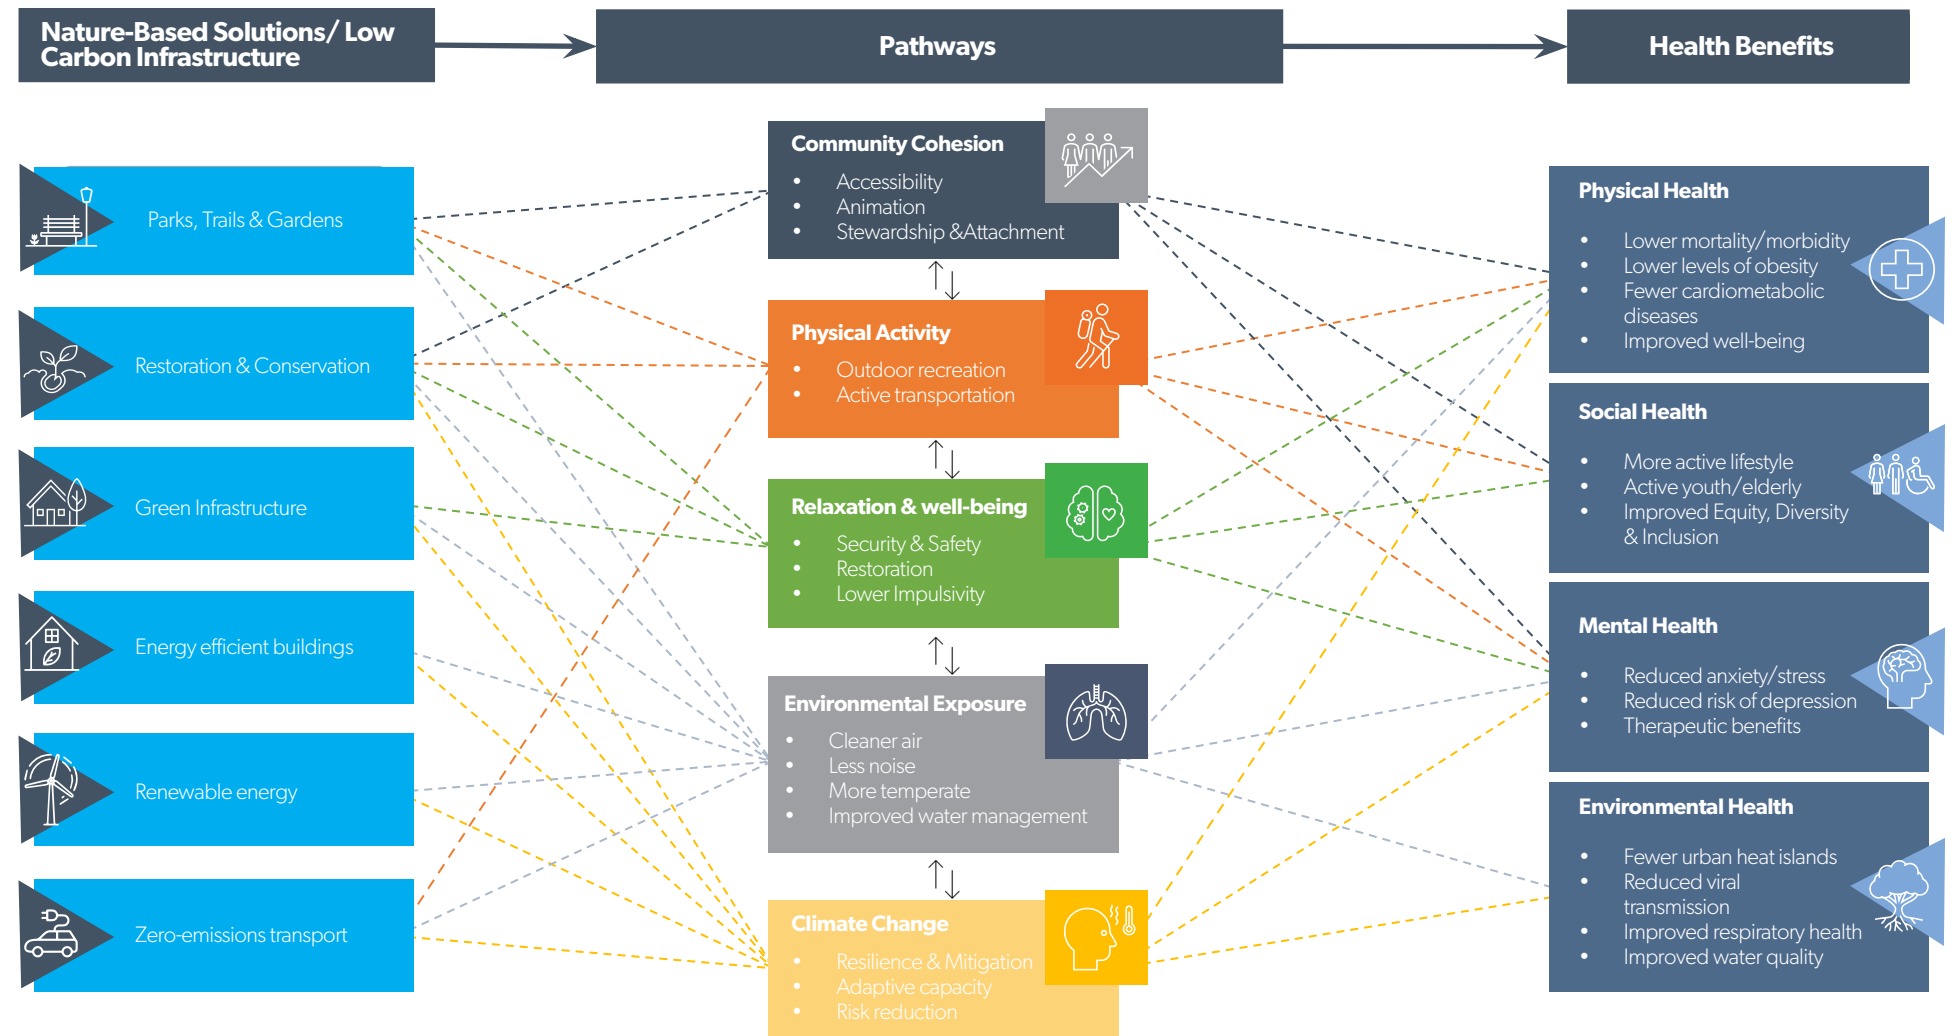 Nature-Based Solutions/ Low
Carbon Infrastructure
Pathways
Health Benefits
Parks, Trails & Gardens
Restoration & Conservation
Green Infrastructure
Energy efficient buildings
Renewable energy
Zero-emissions transport
Community Cohesion
• Accessibility
• Animation
• Stewardship &Attachment
Physical Activity
• Outdoor recreation
• Active transportation
Relaxation & well-being
• Security & Safety
• Restoration
• Lower Impulsivity
Environmental Exposure
• Cleaner air
• Less noise
• More temperate
• Improved water management
Climate Change
• Resilience & Mitigation
• Adaptive capacity
• Risk reduction
Physical Health
• Lower mortality/morbidity
• Lower levels of obesity
• Fewer cardiometabolic
diseases
• Improved well-being
Social Health
• More active lifestyle
• Active youth/elderly
• Improved Equity, Diversity
& Inclusion
Mental Health
• Reduced anxiety/stress
• Reduced risk of depression
• Therapeutic benefits
Environmental Health
• Fewer urban heat islands
• Reduced viral
transmission
• Improved respiratory health
• Improved water quality